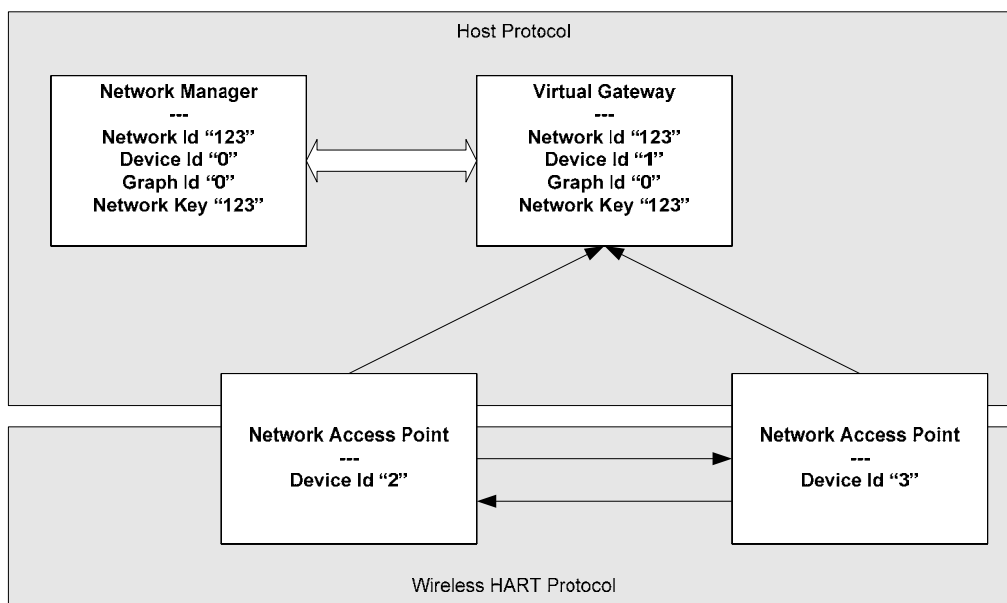 Host Protocol
Network Manager
---
Network Id “123”
Device Id “0”
Graph Id “0”
Network Key “123”
Virtual Gateway
---
Network Id “123”
Device Id “1”
Graph Id “0”
Network Key “123”
Network Access Point
---
Device Id “2”
Network Access Point
---
Device Id “3”
Wireless HART Protocol